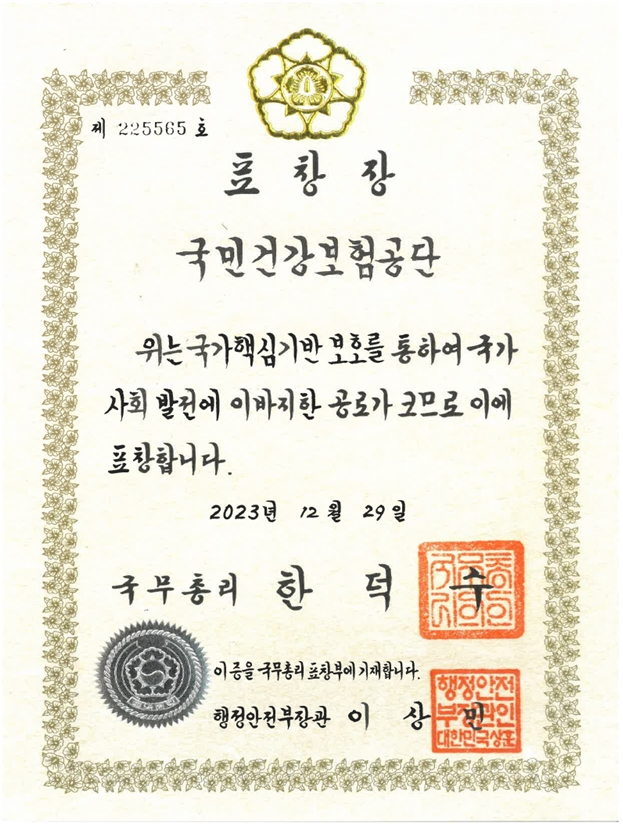 제 225565 호
표창장
국민건강보험공단
위는 국가핵심기반 보호를 통하여 국가
사회 발전에 이바지한 공로가 크므로 이에
표창합니다.
2023년 12월 29일
국무총리 한덕수
이 증을 국무총리 표창부에 기재합니다.
행정안전부장관 이상민
행정안전
부장관인
대한민국상훈